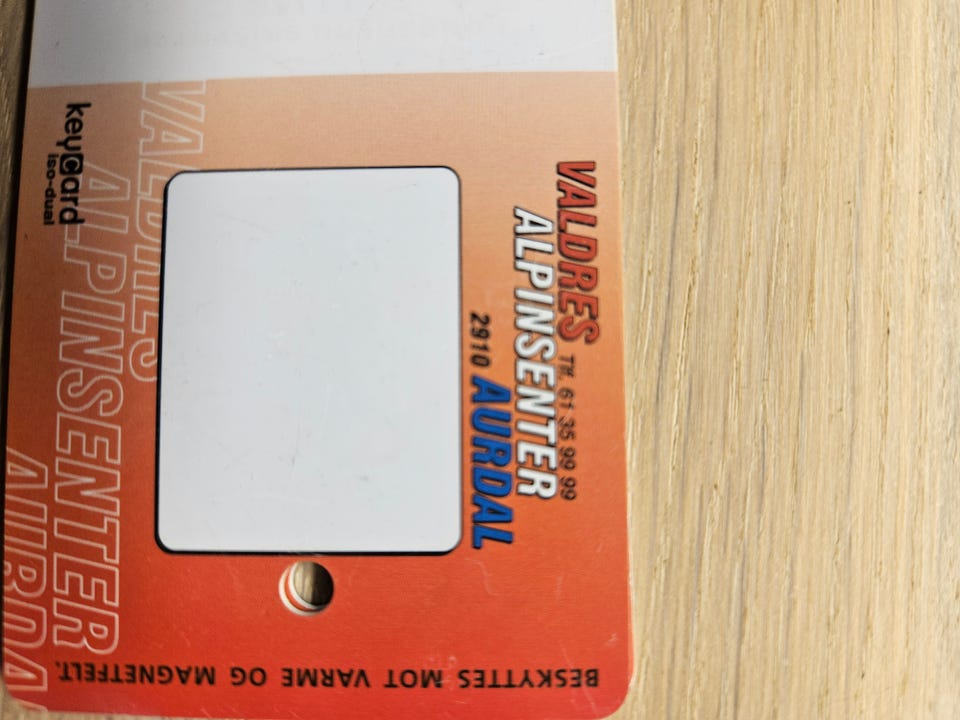 VALDRES
Tlf. 61 35 99 99
ALPINSENTER
2910 AURDAL
keycard
iso-dual
VALDRES
ALPINSENTER
BESKYTTES MOT VARME OG MAGNETFELT.